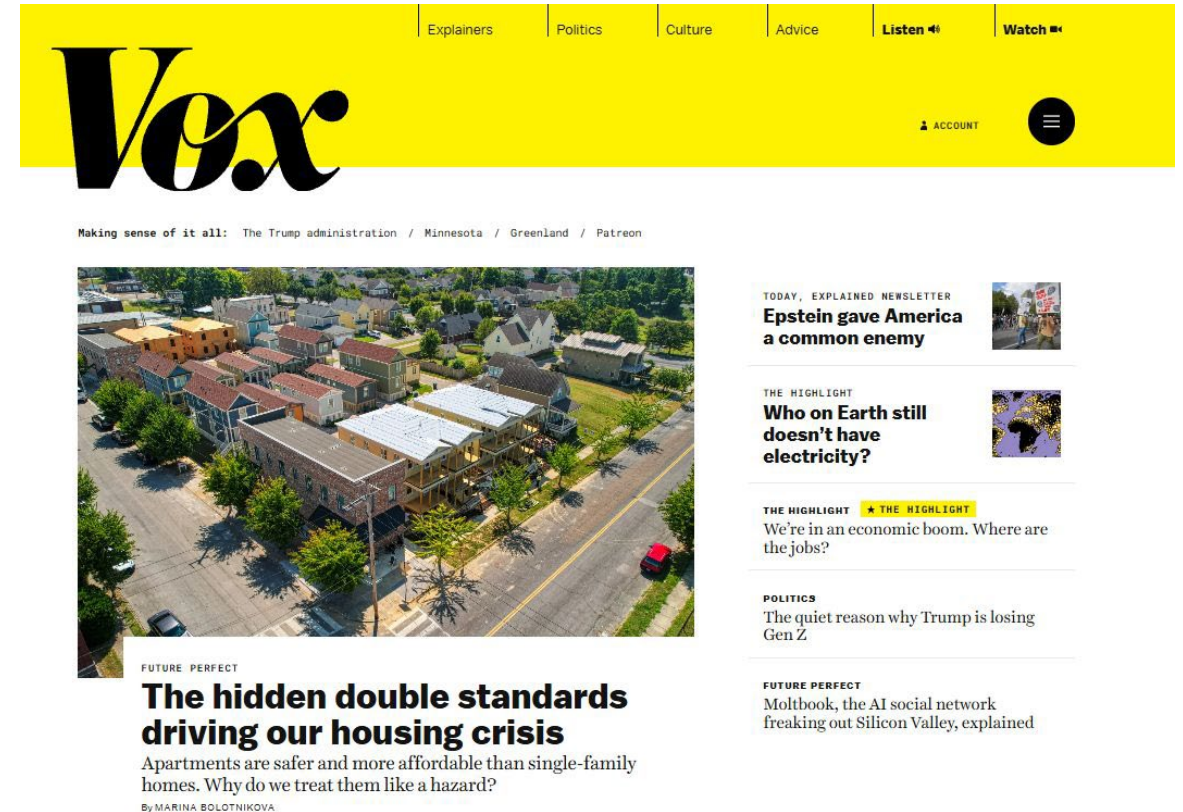 Explainers
Politics
Culture
Advice
Listen
Watch
Vox
ACCOUNT
Making sense of it all: The Trump administration / Minnesota / Greenland / Patreon
TODAY, EXPLAINED NEWSLETTER
Epstein gave America
a common enemy
THE HIGHLIGHT
Who on Earth still
doesn't have
electricity?
THE HIGHLIGHT ★ THE HIGHLIGHT
We're in an economic boom. Where are
the jobs?
POLITICS
The quiet reason why Trump is losing
Gen Z
FUTURE PERFECT
Moltbook, the AI social network
freaking out Silicon Valley, explained
FUTURE PERFECT
The hidden double standards
driving our housing crisis
Apartments are safer and more affordable than single-family
homes. Why do we treat them like a hazard?
By MARINA BOLOTNIKOVA